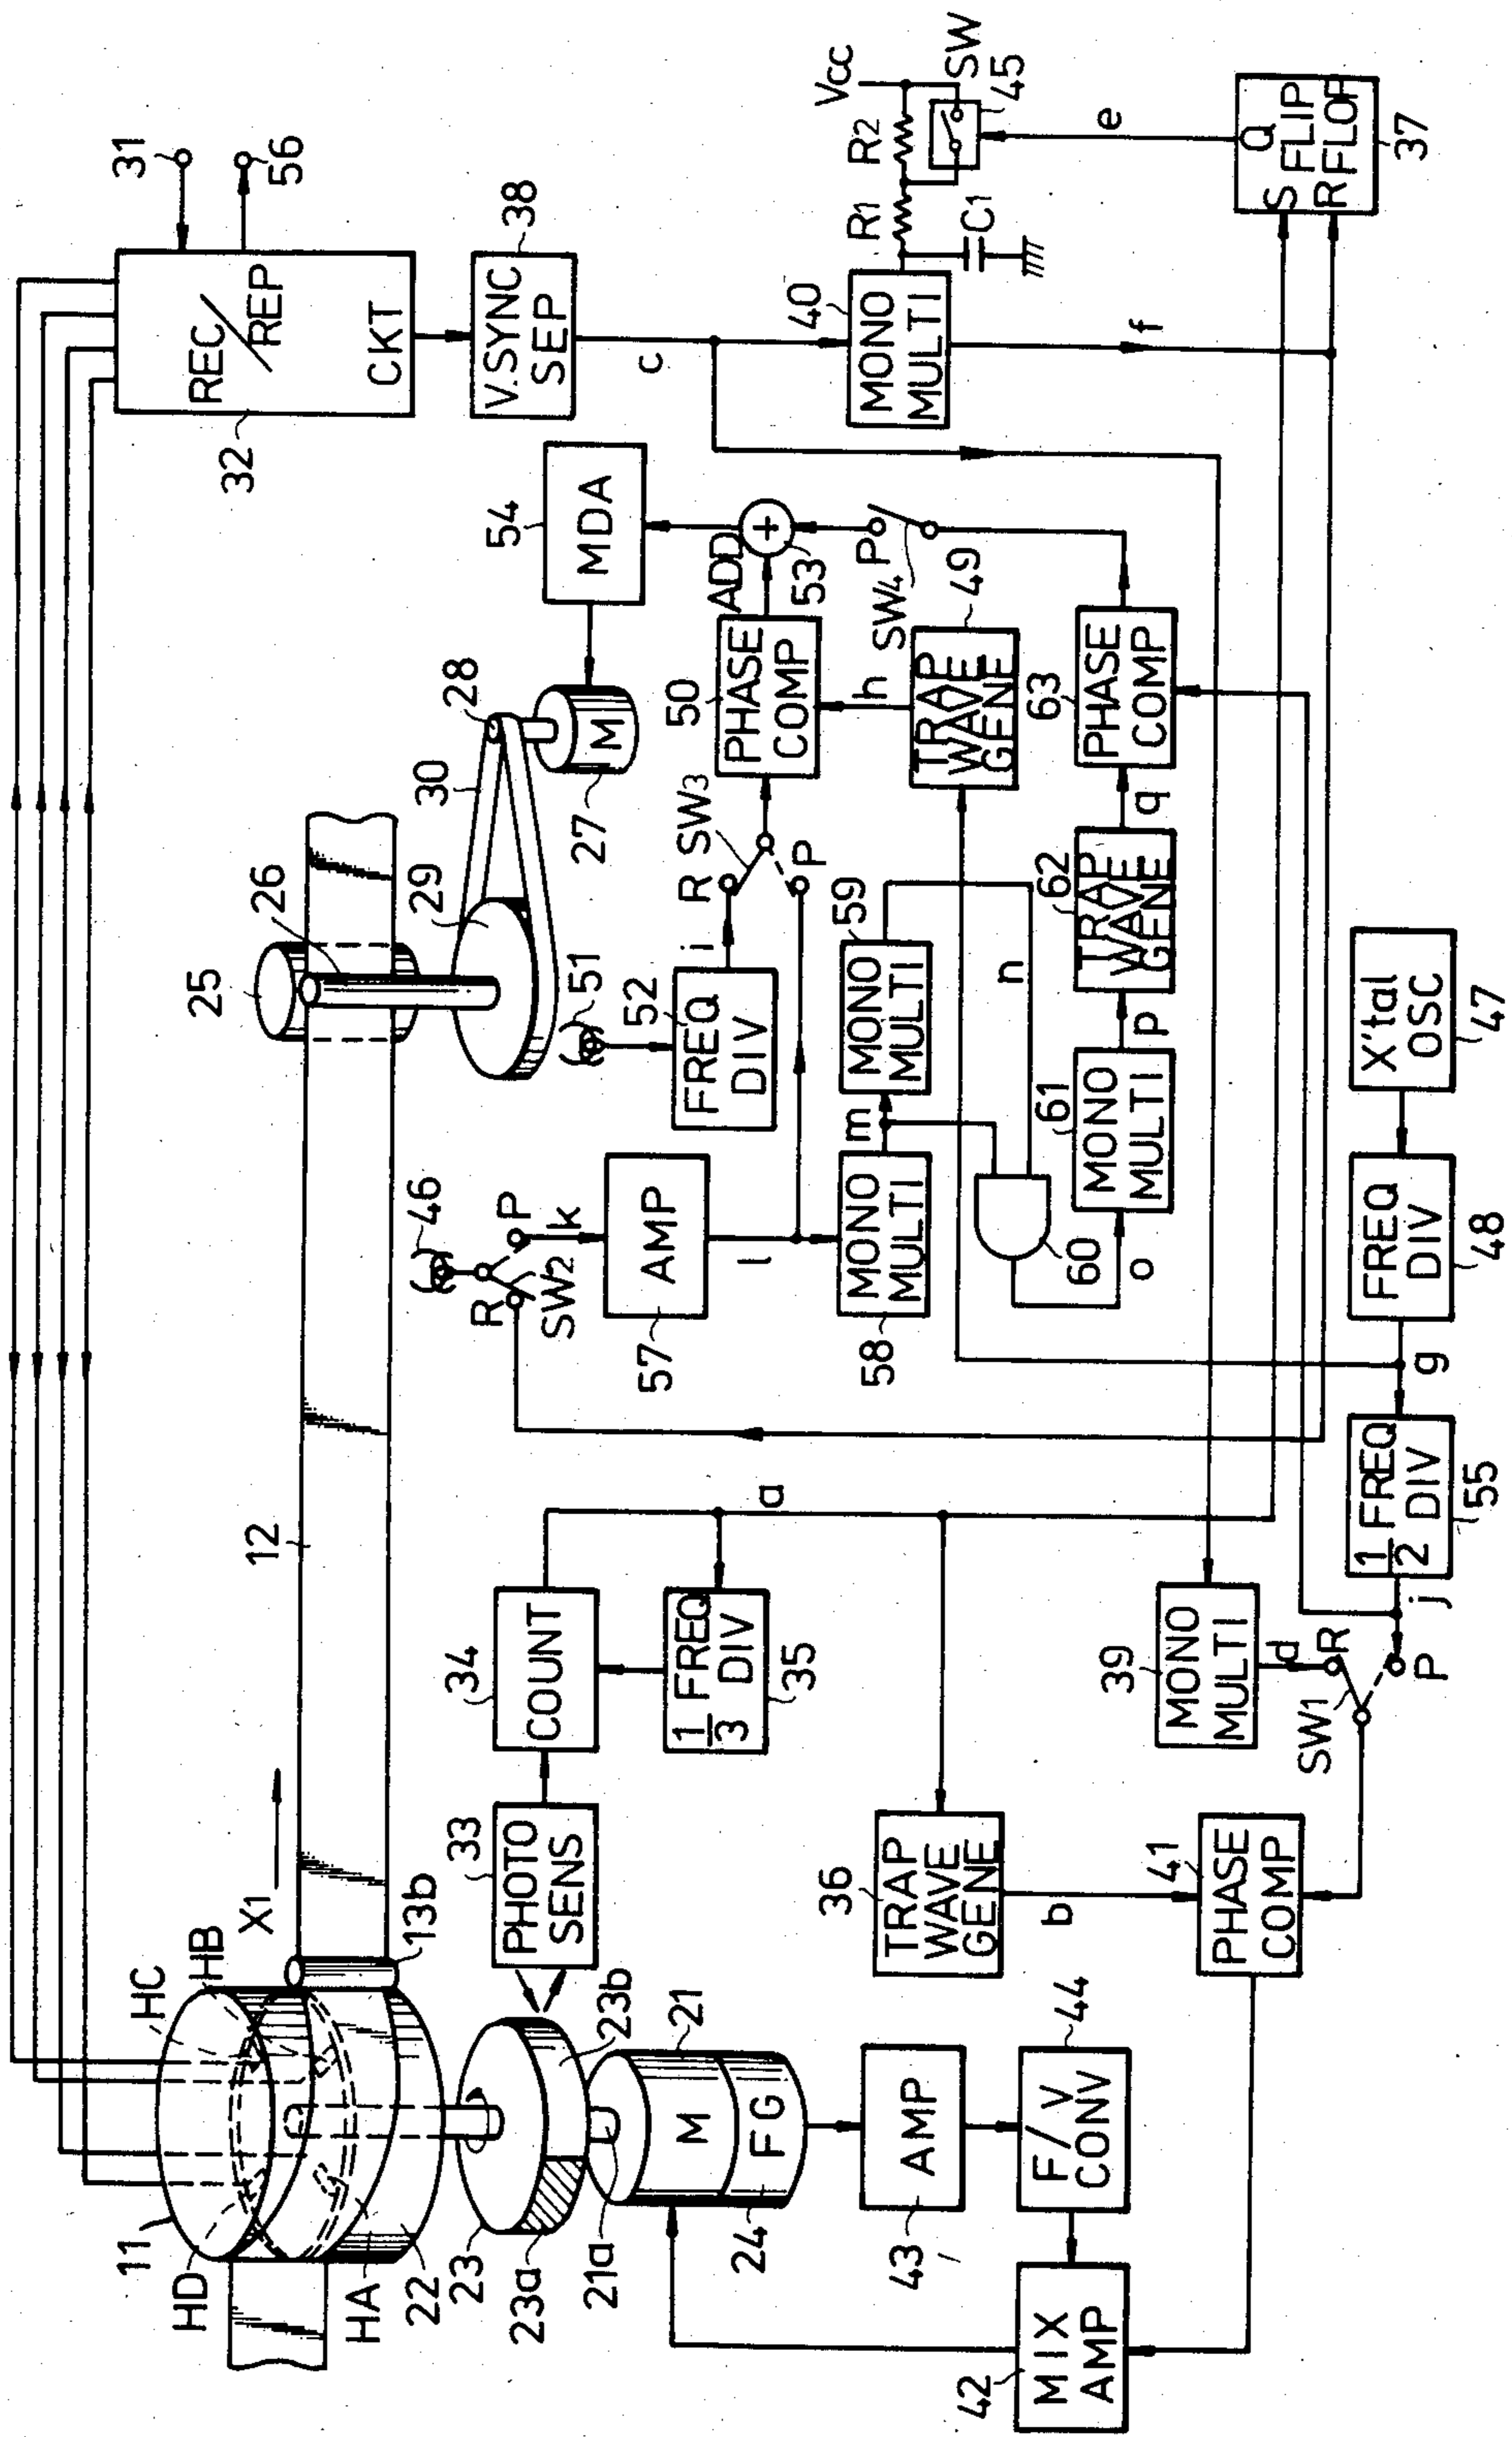 11
HD
HA
22
HC
HB
X1
13b
12
25
26
29
30
28
27
M
54
MDA
32
REC/REP
CKT
31
56
V.SYNC
SEP
38
c
23
23a
23b
33
PHOTO
SENS
34
COUNT
1/3 FREQ
DIV
35
a
46
R
P
SW2
k
AMP
57
l
51
52
FREQ
DIV
i
R
SW3
P
50
PHASE
COMP
ADD
+
53
P
SW4
h
49
TRAP
WAVE
GENE
40
MONO
MULTI
f
R1
R2
C1
Vcc
SW
45
e
Q
S FLIP
R FLOP
37
21a
M
21
FG
24
AMP
43
F/V
CONV
44
MIX
AMP
42
36
TRAP
WAVE
GENE
b
41
PHASE
COMP
39
MONO
MULTI
d
R
SW1
P
j
1/2 FREQ
DIV
55
g
FREQ
DIV
48
X'tal
OSC
47
MONO
MULTI
58
m
MONO
MULTI
59
n
60
o
MONO
MULTI
61
p
62
TRAP
WAVE
GENE
q
63
PHASE
COMP